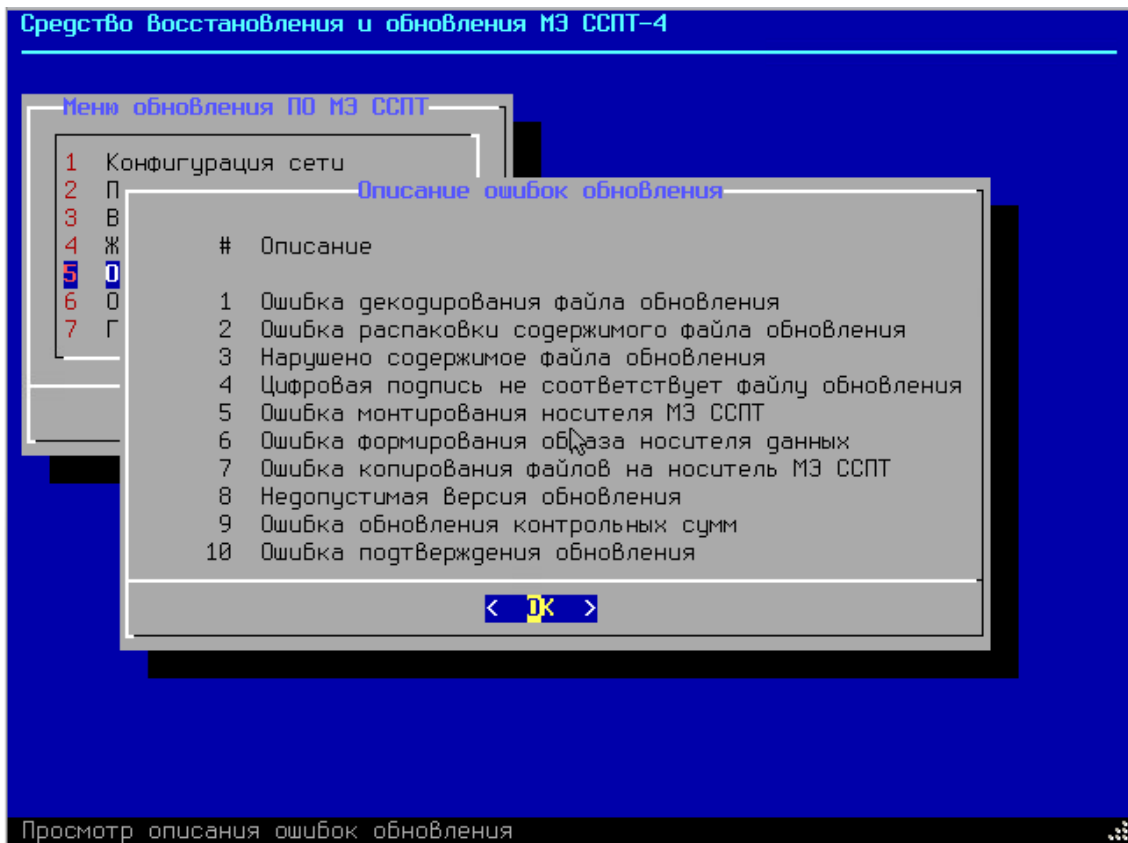 Средство восстановления и обновления МЭ ССПТ-4
Меню обновления ПО МЭ ССПТ
1 Конфигурация сети
2 П
3 В
4 Ж
5 О
6 О
7 Г
Описание ошибок обновления
# Описание
1 Ошибка декодирования файла обновления
2 Ошибка распаковки содержимого файла обновления
3 Нарушено содержимое файла обновления
4 Цифровая подпись не соответствует файлу обновления
5 Ошибка монтирования носителя МЭ ССПТ
6 Ошибка формирования образа носителя данных
7 Ошибка копирования файлов на носитель МЭ ССПТ
8 Недопустимая версия обновления
9 Ошибка обновления контрольных сумм
10 Ошибка подтверждения обновления
< OK >
Просмотр описания ошибок обновления